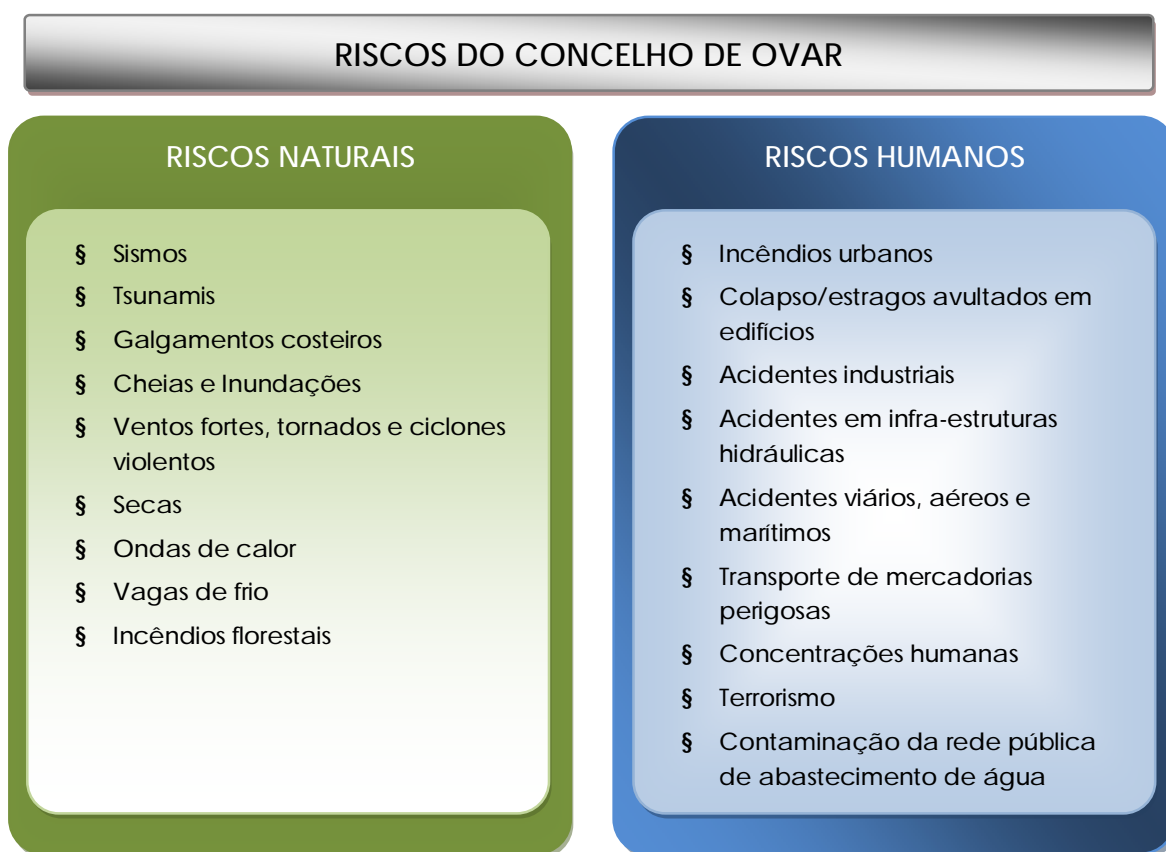 RISCOS DO CONCELHO DE OVAR
RISCOS NATURAIS
§ Sismos
§ Tsunamis
§ Galgamentos costeiros
§ Cheias e Inundações
§ Ventos fortes, tornados e ciclones
violentos
§ Secas
§ Ondas de calor
§ Vagas de frio
§ Incêndios florestais
RISCOS HUMANOS
§ Incêndios urbanos
§ Colapso/estragos avultados em
edifícios
§ Acidentes industriais
§ Acidentes em infra-estruturas
hidráulicas
§ Acidentes viários, aéreos e
marítimos
§ Transporte de mercadorias
perigosas
§ Concentrações humanas
§ Terrorismo
§ Contaminação da rede pública
de abastecimento de água